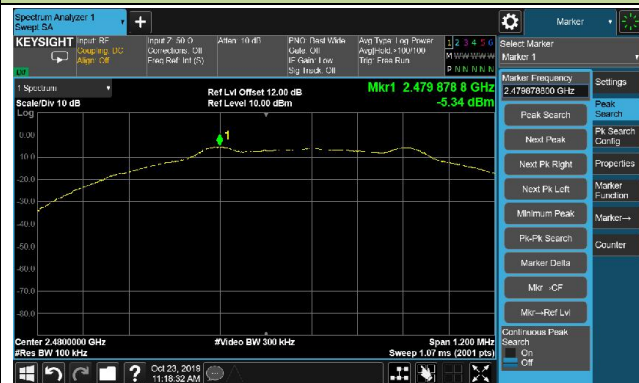 Spectrum Analyzer 1
Swept SA
Marker
KEYSIGHT
Input: RF
Coupling: DC
Align: Off
Input Z: 50 Ω
Corrections: Off
Freq Ref: Int (S)
Atten: 10 dB
PNO: Best Wide
Gate: Off
IF Gain: Low
Sig Track: Off
Avg Type: Log Power
Avg|Hold:>100/100
Trig: Free Run
1 2 3 4 5 6
M W W W W W
P N N N N N
Select Marker
Marker 1
1 Spectrum
Scale/Div 10 dB
Ref Lvl Offset 12.00 dB
Ref Level 10.00 dBm
Mkr1 2.479 878 8 GHz
-5.34 dBm
Log
1
0.00
-10.0
-20.0
-30.0
-40.0
-50.0
-60.0
-70.0
-80.0
Center 2.4800000 GHz
#Res BW 100 kHz
#Video BW 300 kHz
Span 1.200 MHz
Sweep 1.07 ms (2001 pts)
Marker Frequency
2.479878800 GHz
Peak Search
Next Peak
Next Pk Right
Next Pk Left
Minimum Peak
Pk-Pk Search
Marker Delta
Mkr→CF
Mkr→Ref Lvl
Continuous Peak
Search
On
Off
Settings
Peak
Search
Pk Search
Config
Properties
Marker
Function
Marker→
Counter
?
Oct 23, 2019
11:18:32 AM